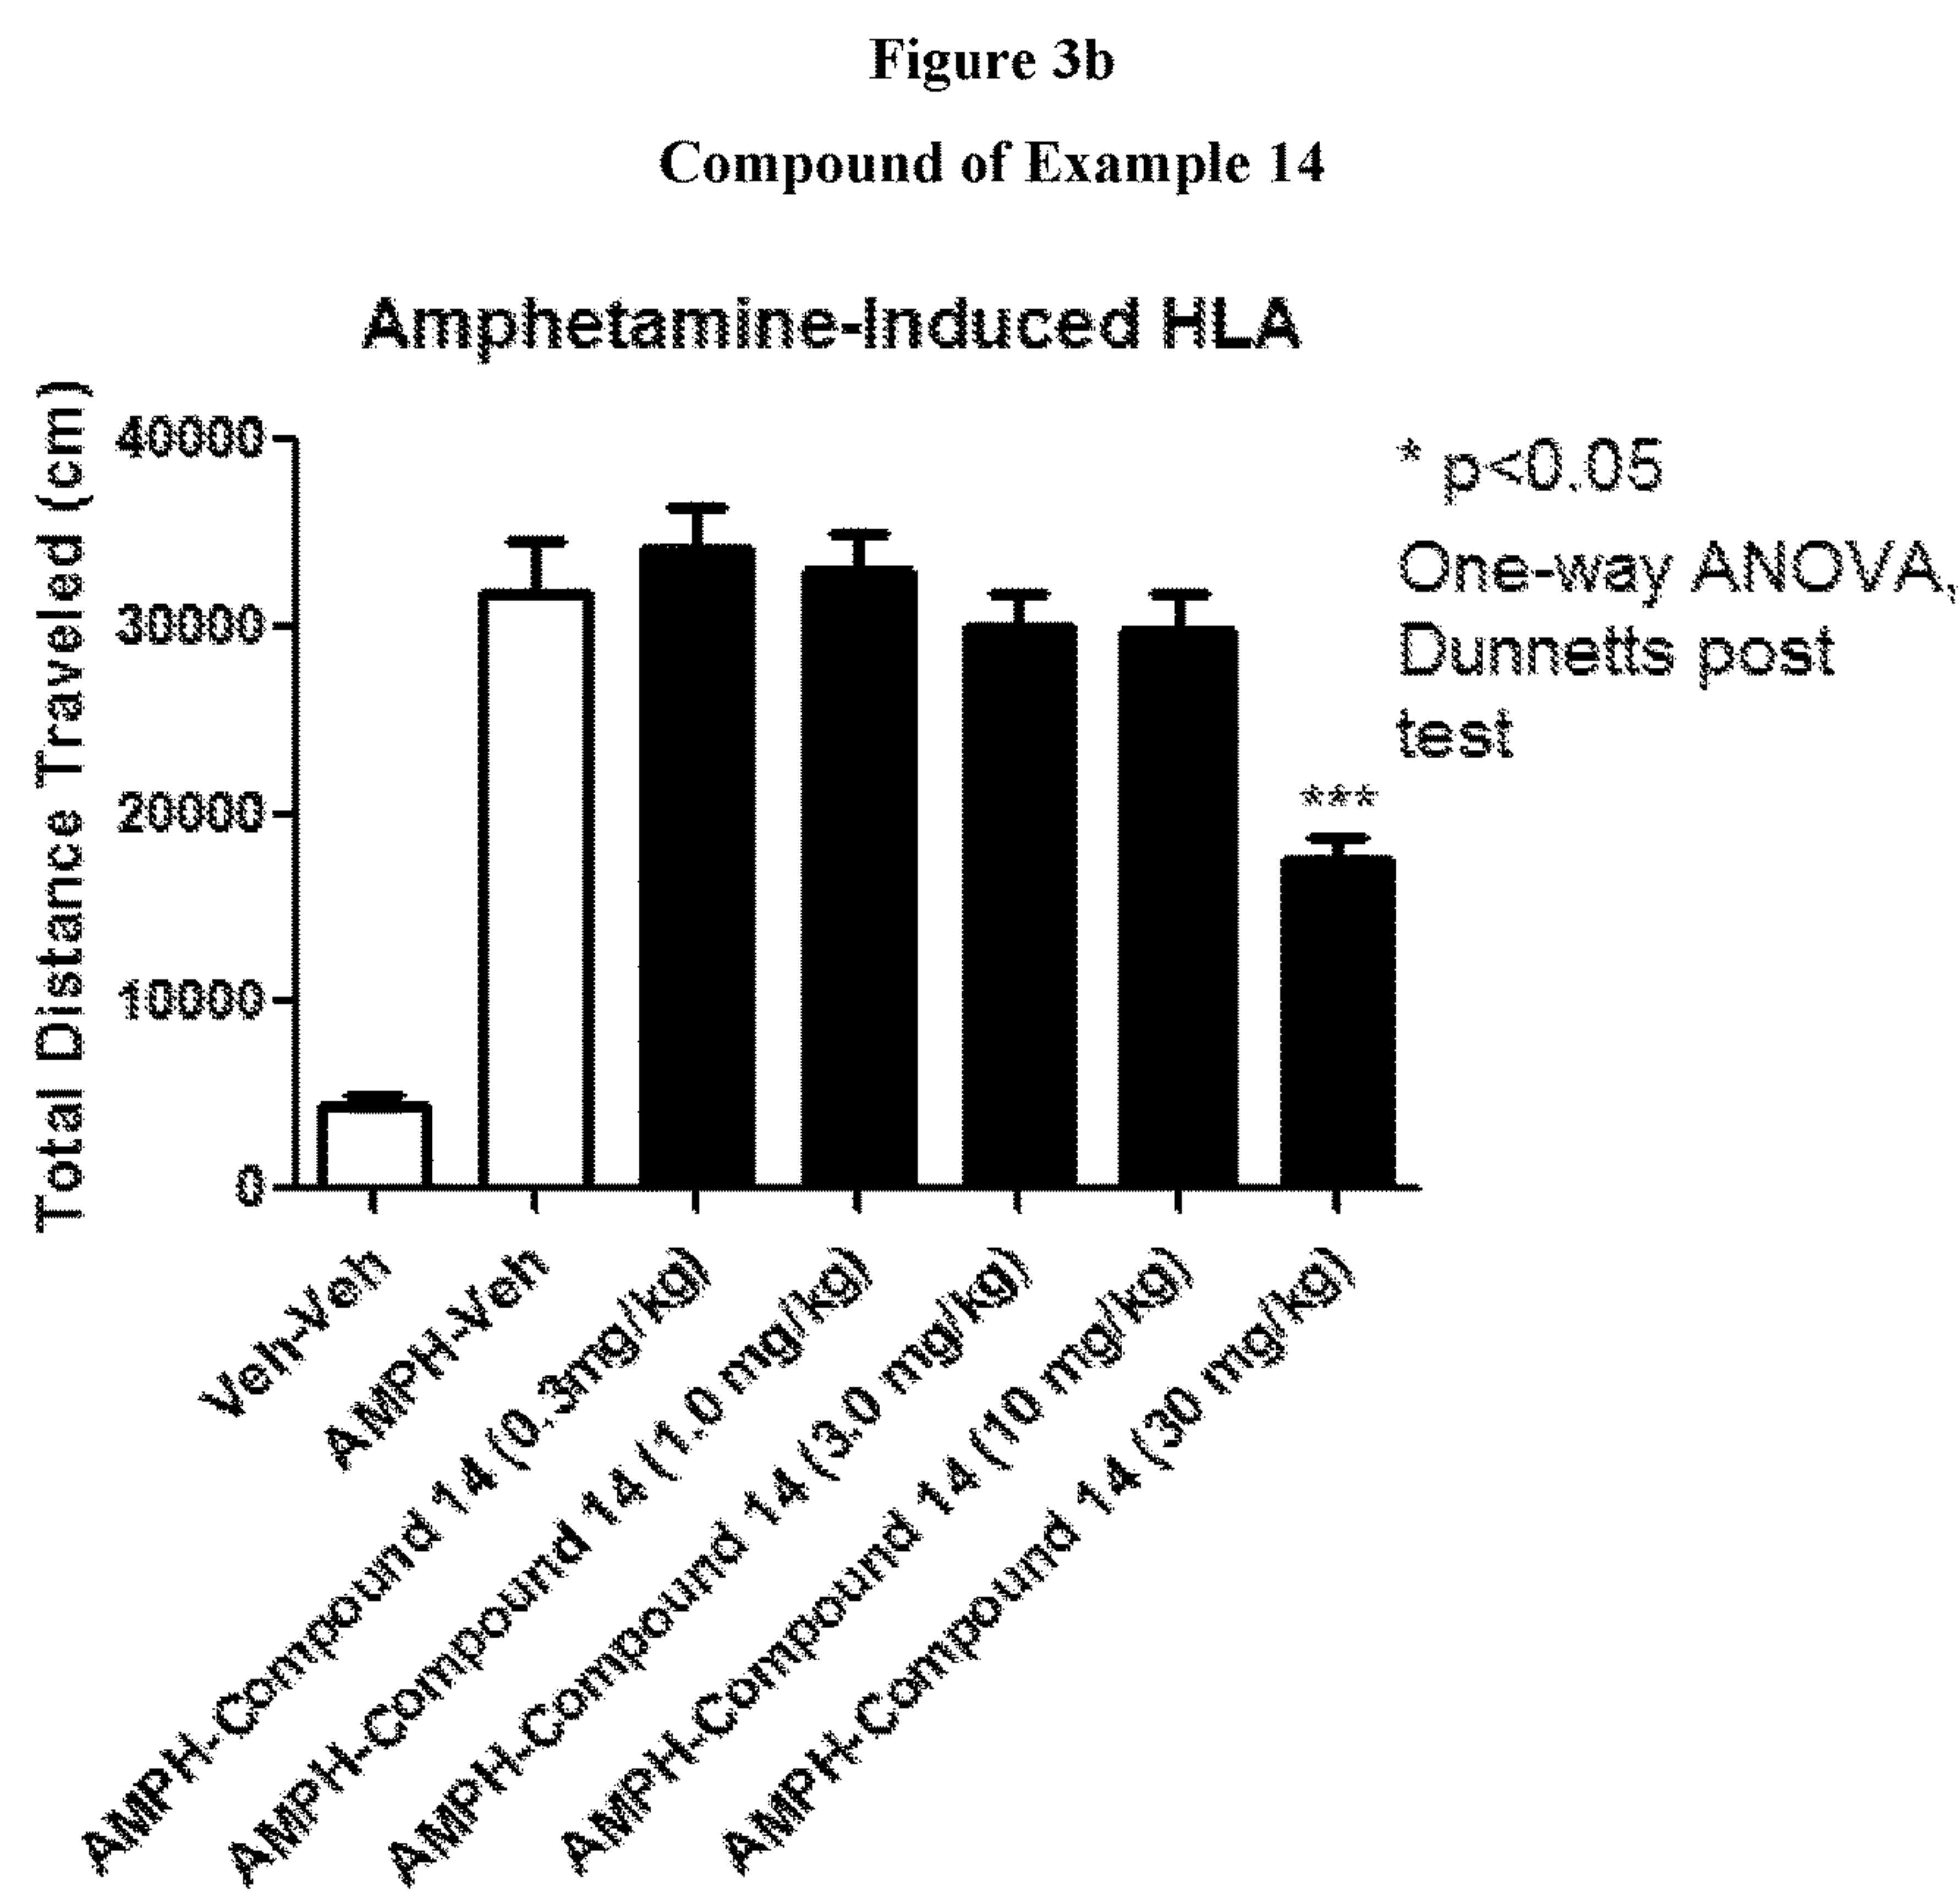 Figure 3b
Compound of Example 14
Amphetamine-Induced HLA
Total Distance Traveled (cm)
40000
30000
20000
10000
0
* p<0.05
One-way ANOVA,
Dunnetts post
test
***
Veh-Veh
AMPH-Veh
AMPH-Compound 14 (0.3mg/kg)
AMPH-Compound 14 (1.0 mg/kg)
AMPH-Compound 14 (3.0 mg/kg)
AMPH-Compound 14 (10 mg/kg)
AMPH-Compound 14 (30 mg/kg)